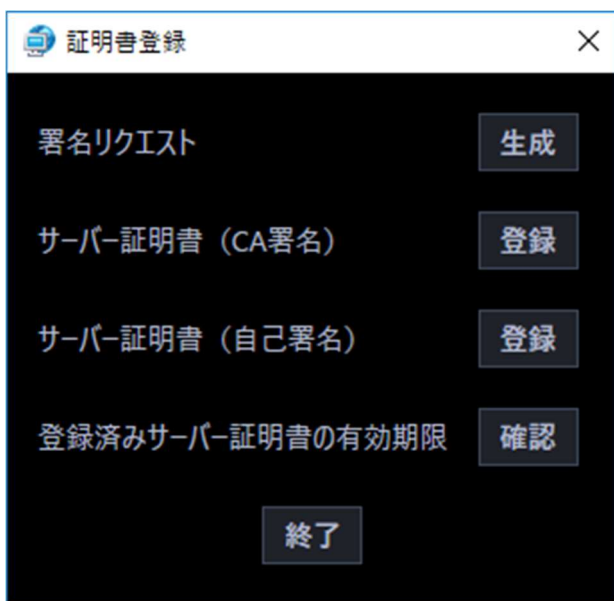 証明書登録
署名リクエスト 生成
サーバー証明書（CA署名） 登録
サーバー証明書（自己署名） 登録
登録済みサーバー証明書の有効期限 確認
終了